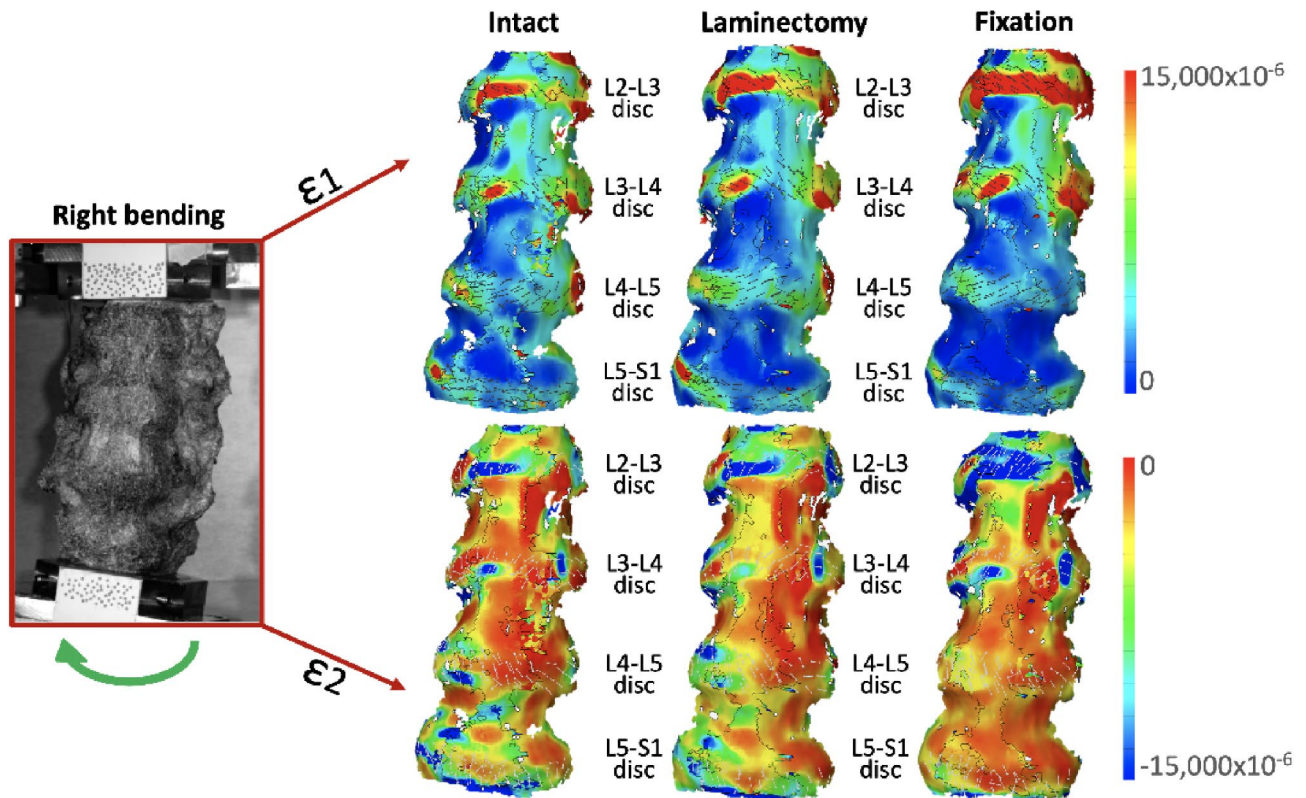 Intact
Laminectomy
Fixation
L2-L3
disc
L2-L3
disc
15,000x10⁻⁶
ε1
L3-L4
disc
L3-L4
disc
Right bending
L4-L5
disc
L4-L5
disc
L5-S1
disc
L5-S1
disc
0
L2-L3
disc
L2-L3
disc
0
L3-L4
disc
L3-L4
disc
ε2
L4-L5
disc
L4-L5
disc
L5-S1
disc
L5-S1
disc
-15,000x10⁻⁶